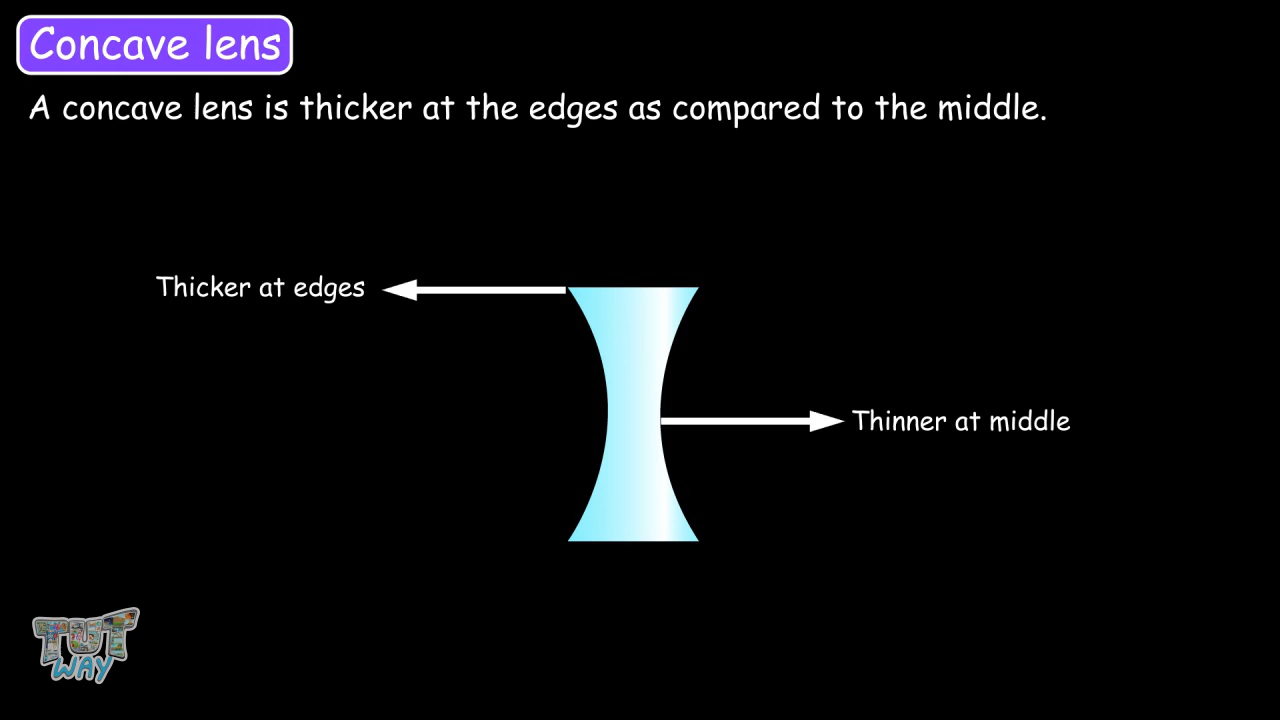 Concave lens
A concave lens is thicker at the edges as compared to the middle.
Thicker at edges
Thinner at middle
TUT
WAY